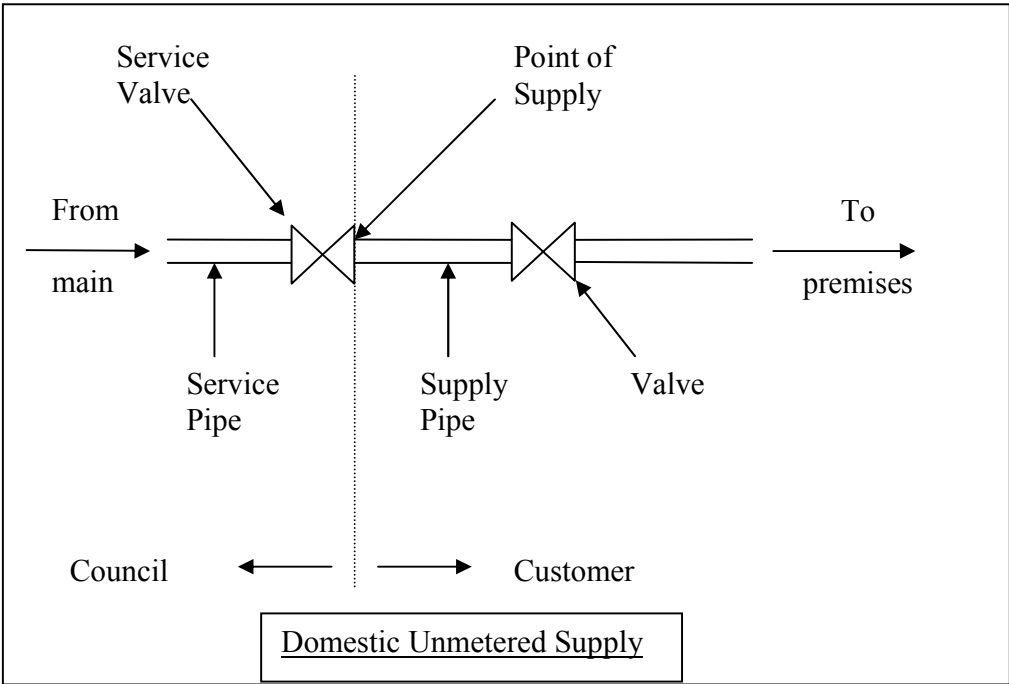 Service
Valve
Point of
Supply
From
main
To
premises
Service
Pipe
Supply
Pipe
Valve
Council
Customer
Domestic Unmetered Supply